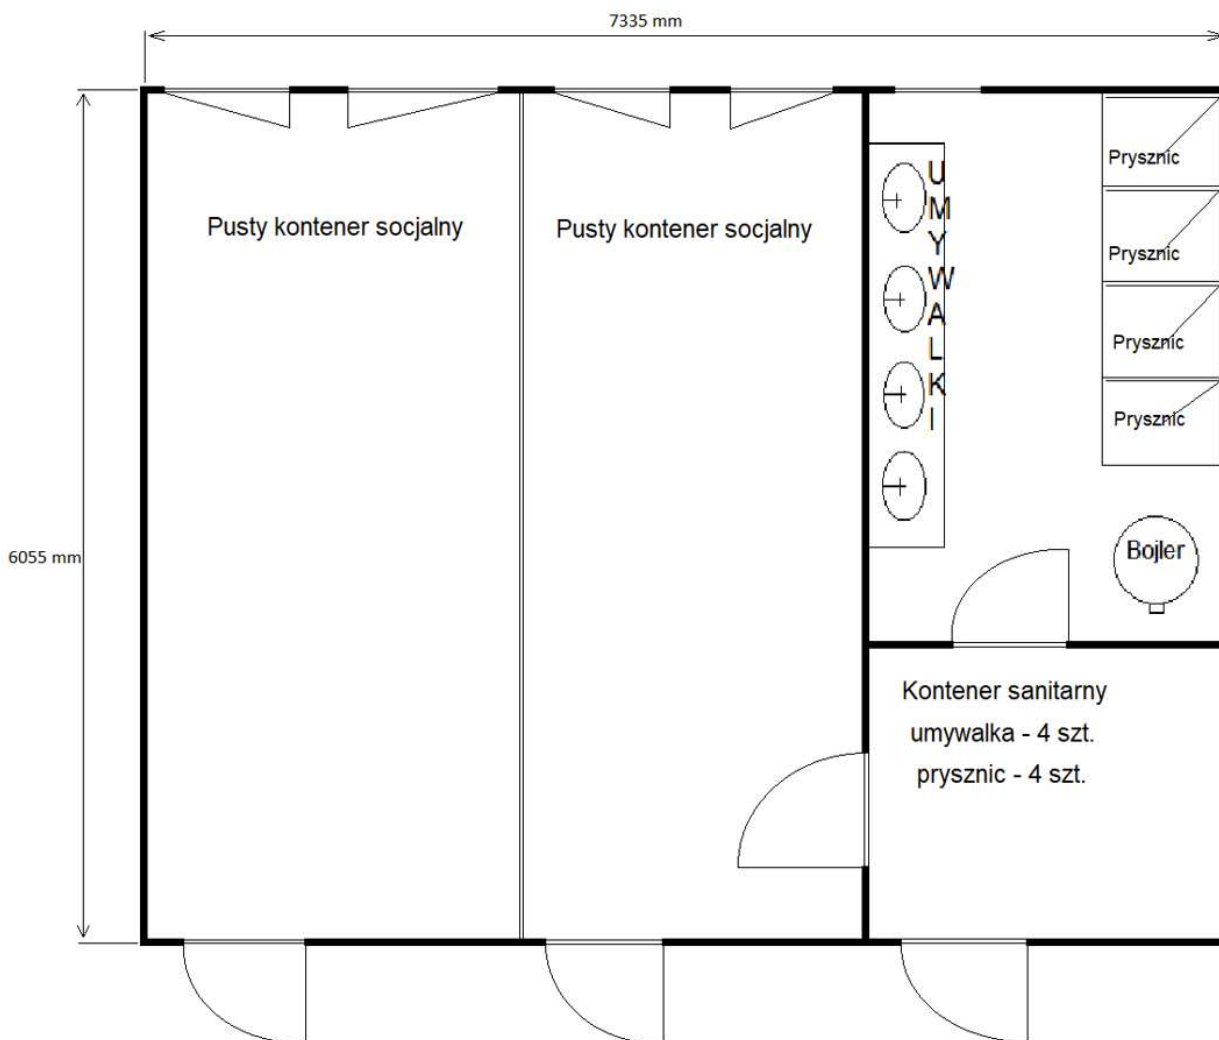 7335 mm
Prysznic
Pusty kontener socjalny
Pusty kontener socjalny
UMYWALKI
Prysznic
Prysznic
Prysznic
6055 mm
Bojler
Kontener sanitarny
umywalka - 4 szt.
prysznic - 4 szt.